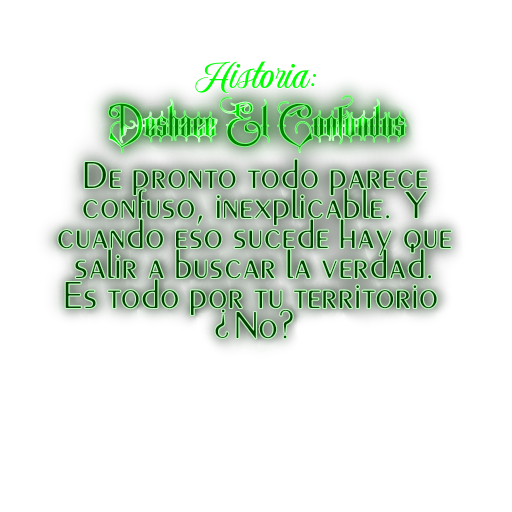 Historia:
Deshace El Confundus
De pronto todo parece
confuso, inexplicable. Y
cuando eso sucede hay que
salir a buscar la verdad.
Es todo por tu territorio
¿No?